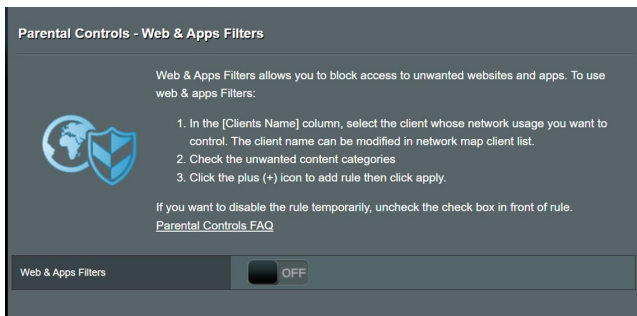 Parental Controls - Web & Apps Filters
Web & Apps Filters allows you to block access to unwanted websites and apps. To use
web & apps Filters:
1. In the [Clients Name] column, select the client whose network usage you want to
control. The client name can be modified in network map client list.
2. Check the unwanted content categories
3. Click the plus (+) icon to add rule then click apply.
If you want to disable the rule temporarily, uncheck the check box in front of rule.
Parental Controls FAQ
Web & Apps Filters
OFF